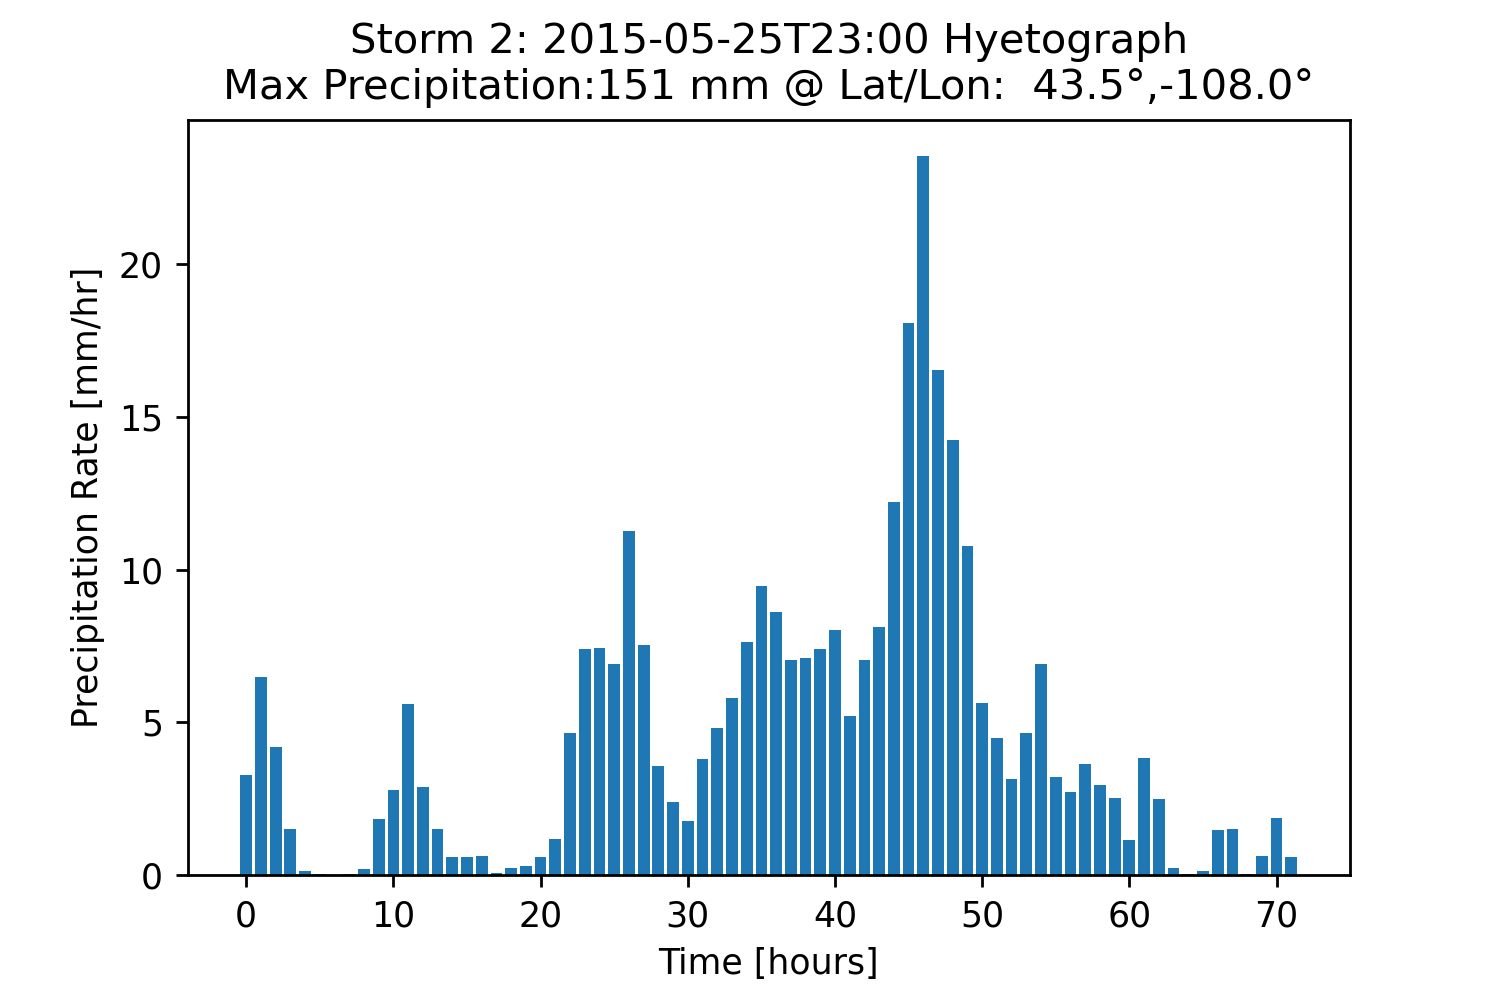 Storm 2: 2015-05-25T23:00 Hyetograph
Max Precipitation:151 mm @ Lat/Lon:  43.5°,-108.0°
Precipitation Rate [mm/hr]
20
15
10
5
0
0 10 20 30 40 50 60 70
Time [hours]